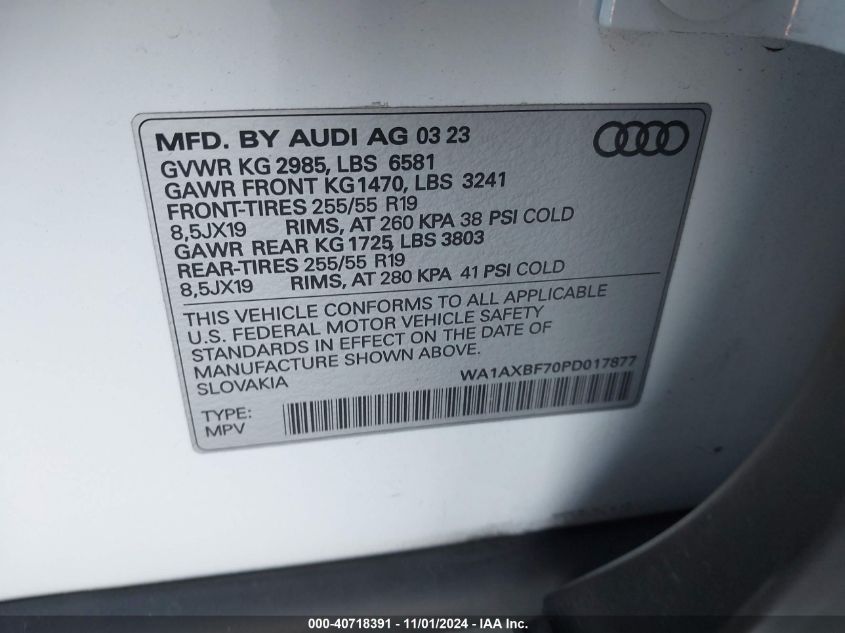 MFD. BY AUDI AG 03 23
GVWR KG 2985, LBS 6581
GAWR FRONT KG1470, LBS 3241
FRONT-TIRES 255/55 R19
8,5JX19 RIMS, AT 260 KPA 38 PSI COLD
GAWR REAR KG 1725, LBS 3803
REAR-TIRES 255/55 R19
8,5JX19 RIMS, AT 280 KPA 41 PSI COLD
THIS VEHICLE CONFORMS TO ALL APPLICABLE
U.S. FEDERAL MOTOR VEHICLE SAFETY
STANDARDS IN EFFECT ON THE DATE OF
MANUFACTURE SHOWN ABOVE.
SLOVAKIA WA1AXBF70PD017877
TYPE:
MPV
000-40718391 - 11/01/2024 - IAA Inc.